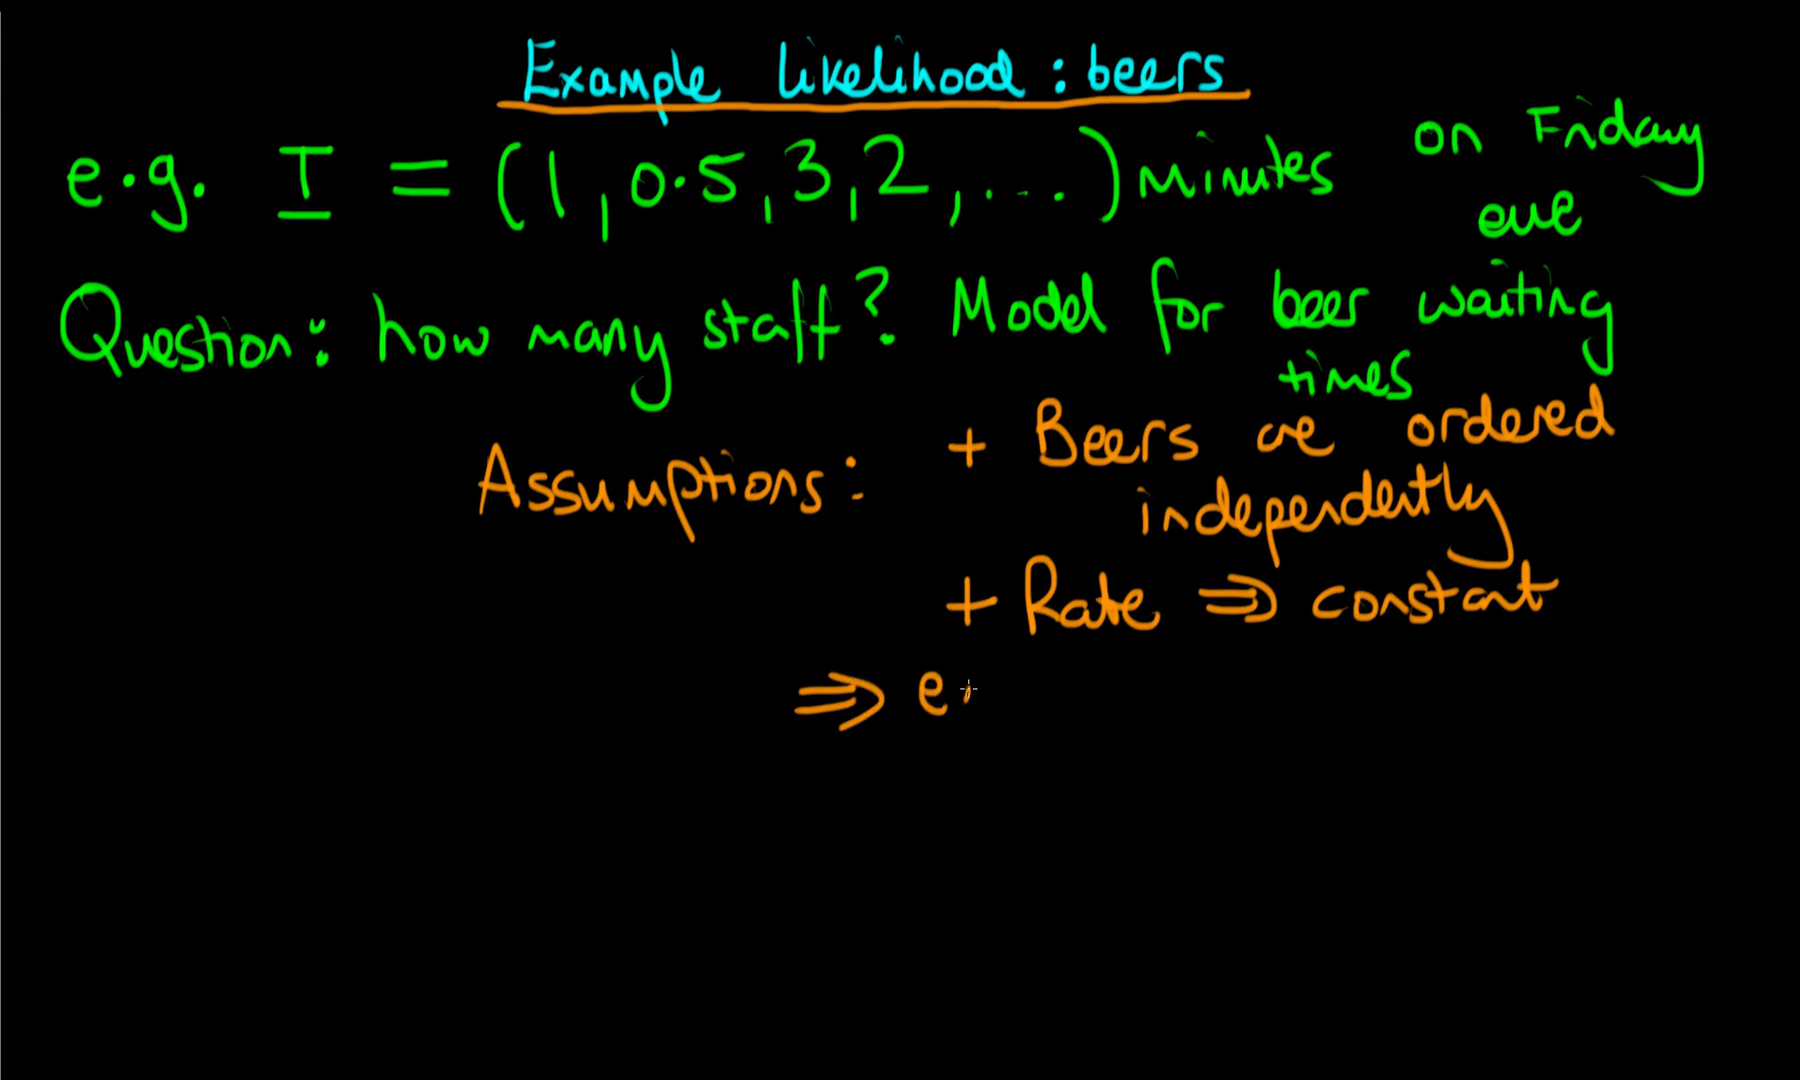 Example likelihood : beers
e.g. T = (1, 0.5, 3, 2, ...) minutes on Friday
eve
Question: how many staff? Model for beer waiting
times
Assumptions: + Beers are ordered
independently
+ Rate ⇒ constant
⇒ e